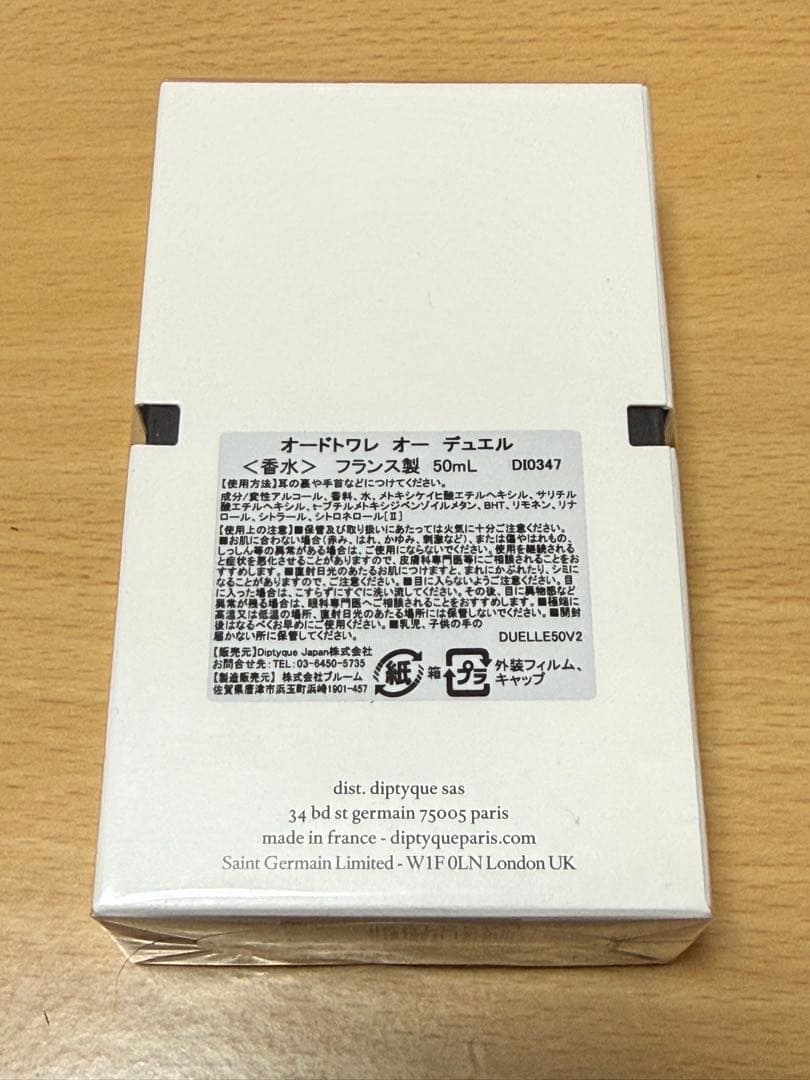 オードトワレ オー デュエル
＜香水＞ フランス製 50mL DI0347
【使用方法】耳の裏や手首などにつけてください。
成分/変性アルコール、香料、水、メトキシケイヒ酸エチルヘキシル、サリチル
酸エチルヘキシル、t-ブチルメトキシジベンゾイルメタン、BHT、リモネン、リナ
ロール、シトラール、シトロネロール[Ⅱ]
【使用上の注意】■保管及び取り扱いにあたっては火気に十分ご注意ください。
■お肌に合わない場合（赤み、はれ、かゆみ、刺激など）、または傷やはれもの、
しっしん等の異常がある場合は、ご使用にならないでください。使用を継続される
と症状を悪化させることがありますので、皮膚科専門医等にご相談されることをお
すすめします。■直射日光のあたるお肌につけますと、まれにかぶれたり、シミに
なることがありますので、ご注意ください。■目に入らないようご注意ください。目
に入った場合は、こすらずにすぐに洗い流してください。その後、目に異物感など
異常が残る場合は、眼科専門医へご相談されることをおすすめします。■極端に
高温又は低温の場所、直射日光のあたる場所には保管しないでください。■開封
後はなるべくお早めにご使用ください。■乳児、子供の手の
届かない所に保管してください。 DUELLE50V2
【販売元】Diptyque Japan株式会社
お問合せ先：TEL：03-6450-5735
【製造販売元】 株式会社ブルーム
佐賀県唐津市浜玉町浜崎1901-457
紙 箱 プラ 外装フィルム、
キャップ
dist. diptyque sas
34 bd st germain 75005 paris
made in france - diptyqueparis.com
Saint Germain Limited - W1F 0LN London UK